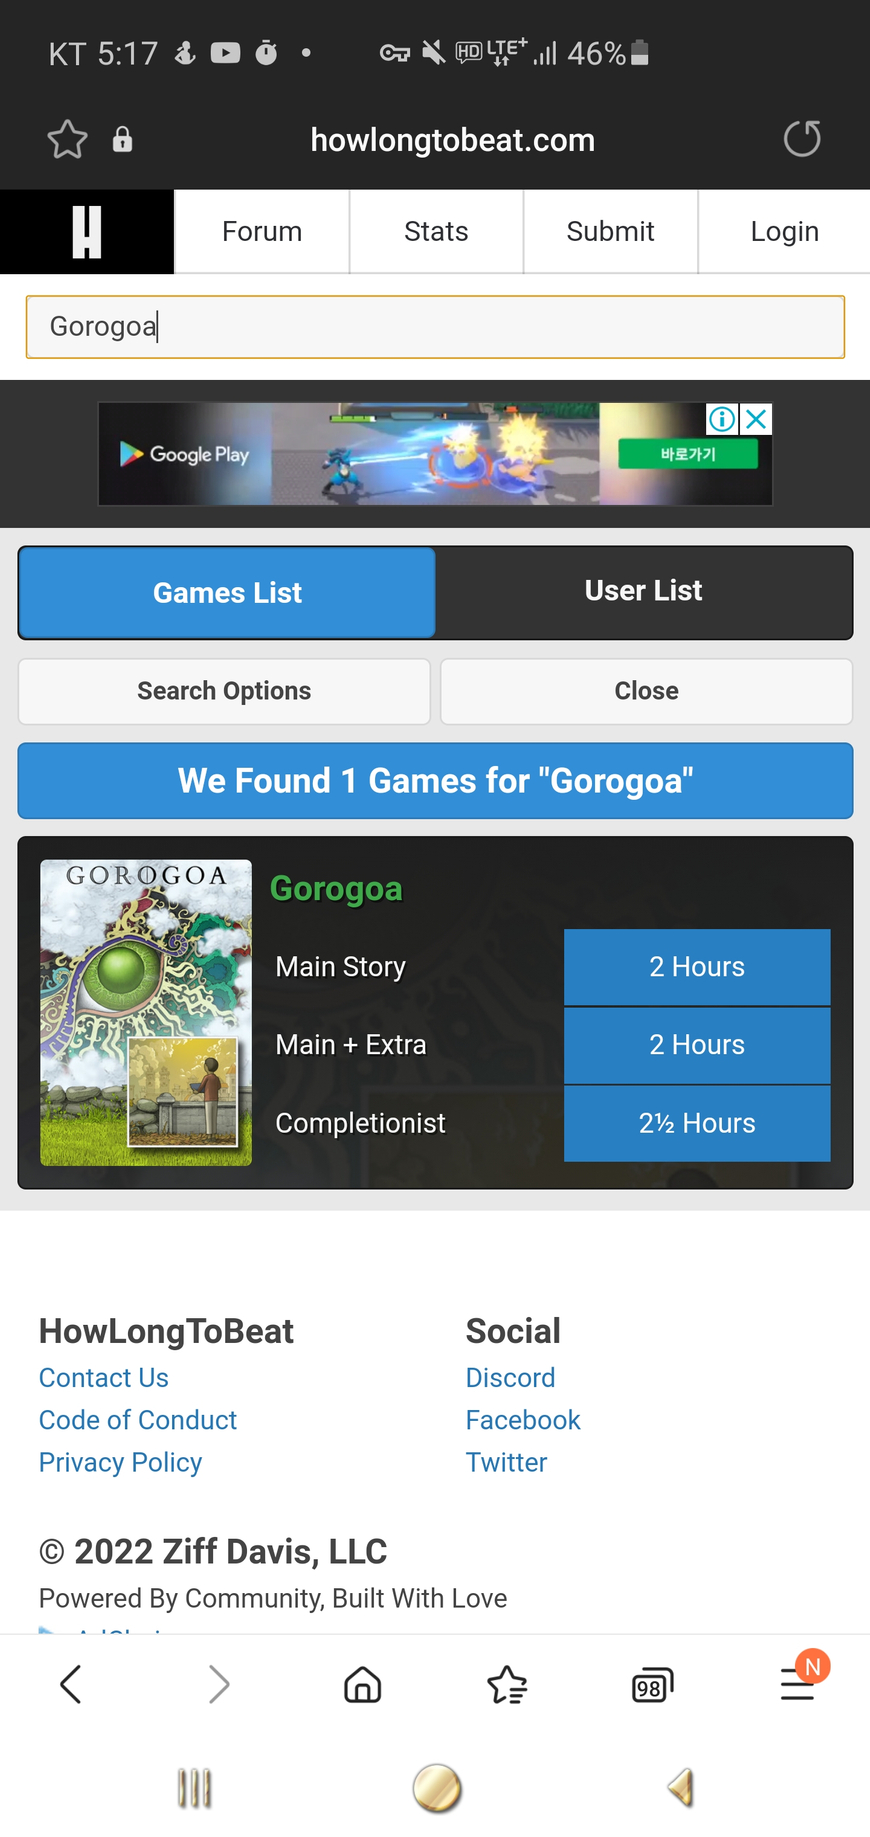 KT 5:17 HD LTE+ 46%
howlongtobeat.com
H Forum Stats Submit Login
Gorogoa
Google Play 바로가기
Games List User List
Search Options Close
We Found 1 Games for "Gorogoa"
GOROGOA
Gorogoa
Main Story 2 Hours
Main + Extra 2 Hours
Completionist 2½ Hours
HowLongToBeat Social
Contact Us Discord
Code of Conduct Facebook
Privacy Policy Twitter
© 2022 Ziff Davis, LLC
Powered By Community, Built With Love
98 N